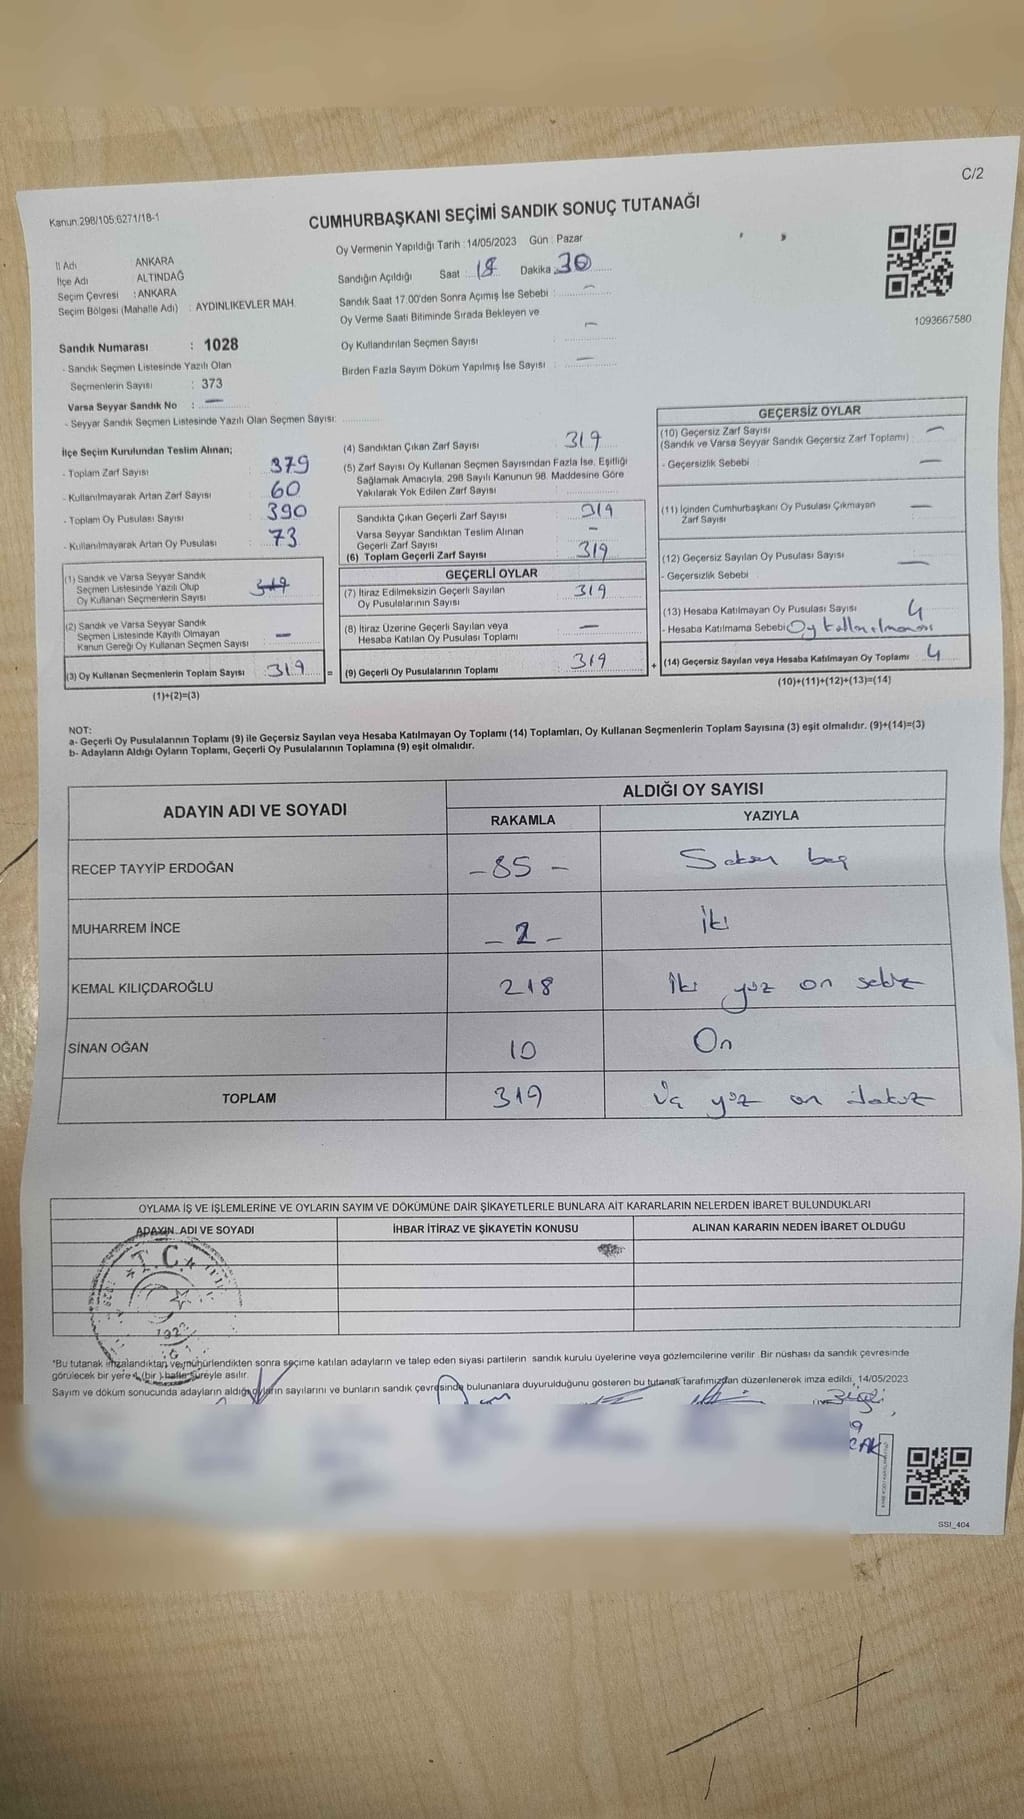 C/2
Kanun 298/105;6271/18-1
CUMHURBAŞKANI SEÇİMİ SANDIK SONUÇ TUTANAĞI
Oy Vermenin Yapıldığı Tarih : 14/05/2023 Gün : Pazar
İl Adı : ANKARA
İlçe Adı : ALTINDAĞ
Seçim Çevresi : ANKARA
Seçim Bölgesi (Mahalle Adı) : AYDINLIKEVLER MAH.
Sandığın Açıldığı Saat : 18 Dakika 30
Sandık Saat 17.00'den Sonra Açımış İse Sebebi : –
Oy Verme Saati Bitiminde Sırada Bekleyen ve
Oy Kullandırılan Seçmen Sayısı : –
Birden Fazla Sayım Döküm Yapılmış İse Sayısı : –
1093667580
Sandık Numarası : 1028
- Sandık Seçmen Listesinde Yazılı Olan
Seçmenlerin Sayısı : 373
Varsa Seyyar Sandık No : –
- Seyyar Sandık Seçmen Listesinde Yazılı Olan Seçmen Sayısı:
İlçe Seçim Kurulundan Teslim Alınan;
- Toplam Zarf Sayısı 379
- Kullanılmayarak Artan Zarf Sayısı 60
- Toplam Oy Pusulası Sayısı 390
- Kullanılmayarak Artan Oy Pusulası 73
(1) Sandık ve Varsa Seyyar Sandık
Seçmen Listesinde Yazılı Olup
Oy Kullanan Seçmenlerin Sayısı 319
(2) Sandık ve Varsa Seyyar Sandık
Seçmen Listesinde Kayıtlı Olmayan
Kanun Gereği Oy Kullanan Seçmen Sayısı –
(3) Oy Kullanan Seçmenlerin Toplam Sayısı : 319 =
(1)+(2)=(3)
(4) Sandıktan Çıkan Zarf Sayısı 319
(5) Zarf Sayısı Oy Kullanan Seçmen Sayısından Fazla İse, Eşitliği
Sağlamak Amacıyla, 298 Sayılı Kanunun 98. Maddesine Göre
Yakılarak Yok Edilen Zarf Sayısı
Sandıkta Çıkan Geçerli Zarf Sayısı 319
Varsa Seyyar Sandıktan Teslim Alınan
Geçerli Zarf Sayısı –
(6) Toplam Geçerli Zarf Sayısı 319
GEÇERLİ OYLAR
(7) İtiraz Edilmeksizin Geçerli Sayılan
Oy Pusulalarının Sayısı 319
(8) İtiraz Üzerine Geçerli Sayılan veya
Hesaba Katılan Oy Pusulası Toplamı –
(9) Geçerli Oy Pusulalarının Toplamı 319 +
GEÇERSİZ OYLAR
(10) Geçersiz Zarf Sayısı
(Sandık ve Varsa Seyyar Sandık Geçersiz Zarf Toplamı) –
- Geçersizlik Sebebi –
(11) İçinden Cumhurbaşkanı Oy Pusulası Çıkmayan
Zarf Sayısı –
(12) Geçersiz Sayılan Oy Pusulası Sayısı
- Geçersizlik Sebebi –
(13) Hesaba Katılmayan Oy Pusulası Sayısı 4
- Hesaba Katılmama Sebebi Oy kullanılmaması
(14) Geçersiz Sayılan veya Hesaba Katılmayan Oy Toplamı 4
(10)+(11)+(12)+(13)=(14)
NOT:
a- Geçerli Oy Pusulalarının Toplamı (9) ile Geçersiz Sayılan veya Hesaba Katılmayan Oy Toplamı (14) Toplamları, Oy Kullanan Seçmenlerin Toplam Sayısına (3) eşit olmalıdır. (9)+(14)=(3)
b- Adayların Aldığı Oyların Toplamı, Geçerli Oy Pusulalarının Toplamına (9) eşit olmalıdır.
ADAYIN ADI VE SOYADI
ALDIĞI OY SAYISI
RAKAMLA YAZIYLA
RECEP TAYYİP ERDOĞAN - 85 - Seksen beş
MUHARREM İNCE - 2 - İki
KEMAL KILIÇDAROĞLU 218 İki yüz on sekiz
SİNAN OĞAN 10 On
TOPLAM 319 Üç yüz on dokuz
OYLAMA İŞ VE İŞLEMLERİNE VE OYLARIN SAYIM VE DÖKÜMÜNE DAİR ŞİKAYETLERLE BUNLARA AİT KARARLARIN NELERDEN İBARET BULUNDUKLARI
ADAYIN ADI VE SOYADI İHBAR İTİRAZ VE ŞİKAYETİN KONUSU ALINAN KARARIN NEDEN İBARET OLDUĞU
T.C.
*Bu tutanak imzalandıktan ve mühürlendikten sonra seçime katılan adayların ve talep eden siyasi partilerin sandık kurulu üyelerine veya gözlemcilerine verilir. Bir nüshası da sandık çevresinde
görülecek bir yere 1 (bir) hafta süreyle asılır.
Sayım ve döküm sonucunda adayların aldığı oyların sayılarını ve bunların sandık çevresinde bulunanlara duyurulduğunu gösteren bu tutanak tarafımızdan düzenlenerek imza edildi. 14/05/2023
SSI_404